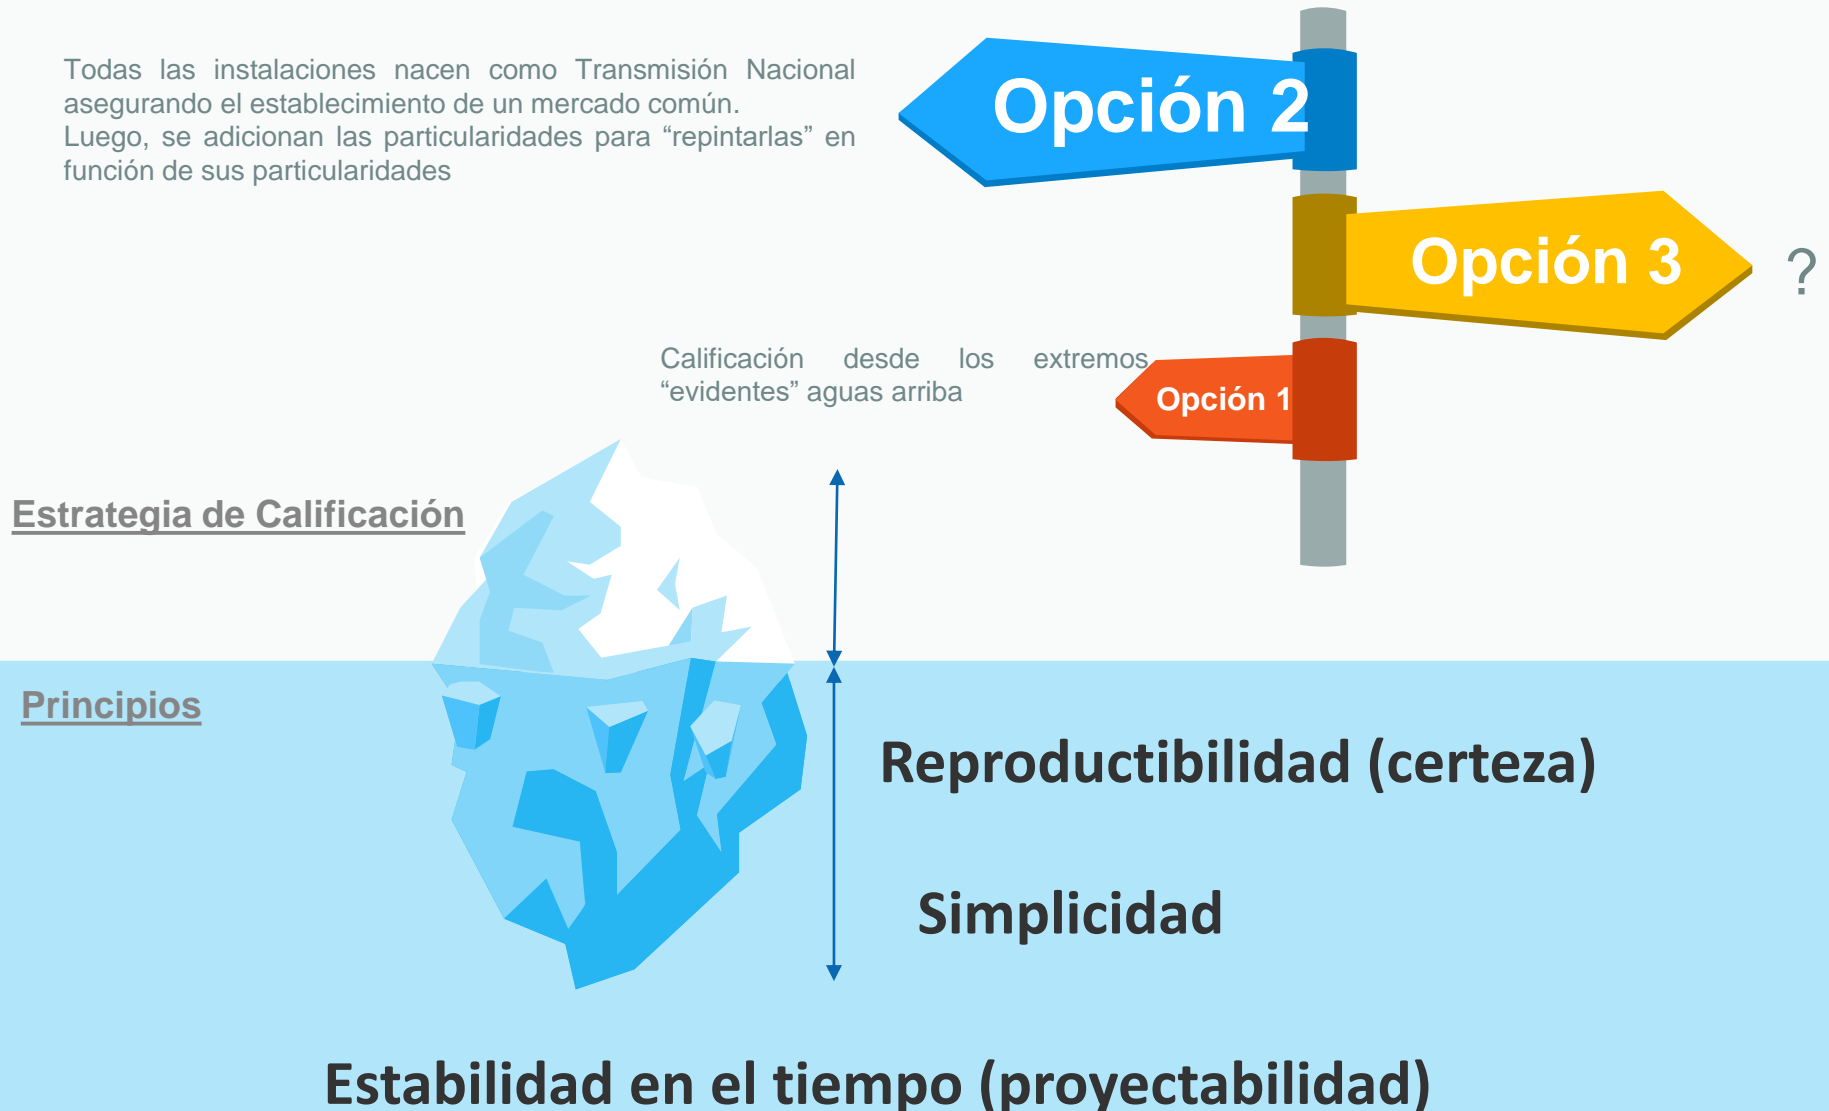 Todas las instalaciones nacen como Transmisión Nacional
asegurando el establecimiento de un mercado común.
Luego, se adicionan las particularidades para “repintarlas” en
función de sus particularidades
Opción 2
Opción 3
?
Calificación desde los extremos
“evidentes” aguas arriba
Opción 1
Estrategia de Calificación
Principios
Reproductibilidad (certeza)
Simplicidad
Estabilidad en el tiempo (proyectabilidad)